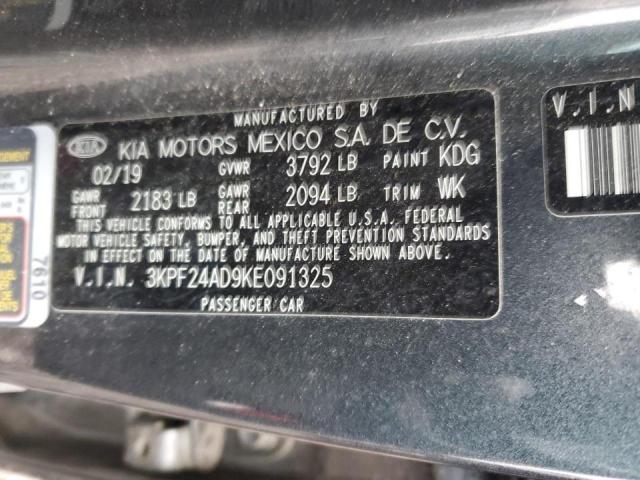 MANUFACTURED BY
KIA KIA MOTORS MEXICO S.A. DE C.V.
02/19 GVWR 3792 LB PAINT KDG
GAWR FRONT 2183 LB GAWR REAR 2094 LB TRIM WK
THIS VEHICLE CONFORMS TO ALL APPLICABLE U.S.A. FEDERAL
MOTOR VEHICLE SAFETY, BUMPER, AND THEFT PREVENTION STANDARDS
IN EFFECT ON THE DATE OF MANUFACTURE SHOWN ABOVE.
V.I.N. 3KPF24AD9KE091325
PASSENGER CAR
7610
V.I.N